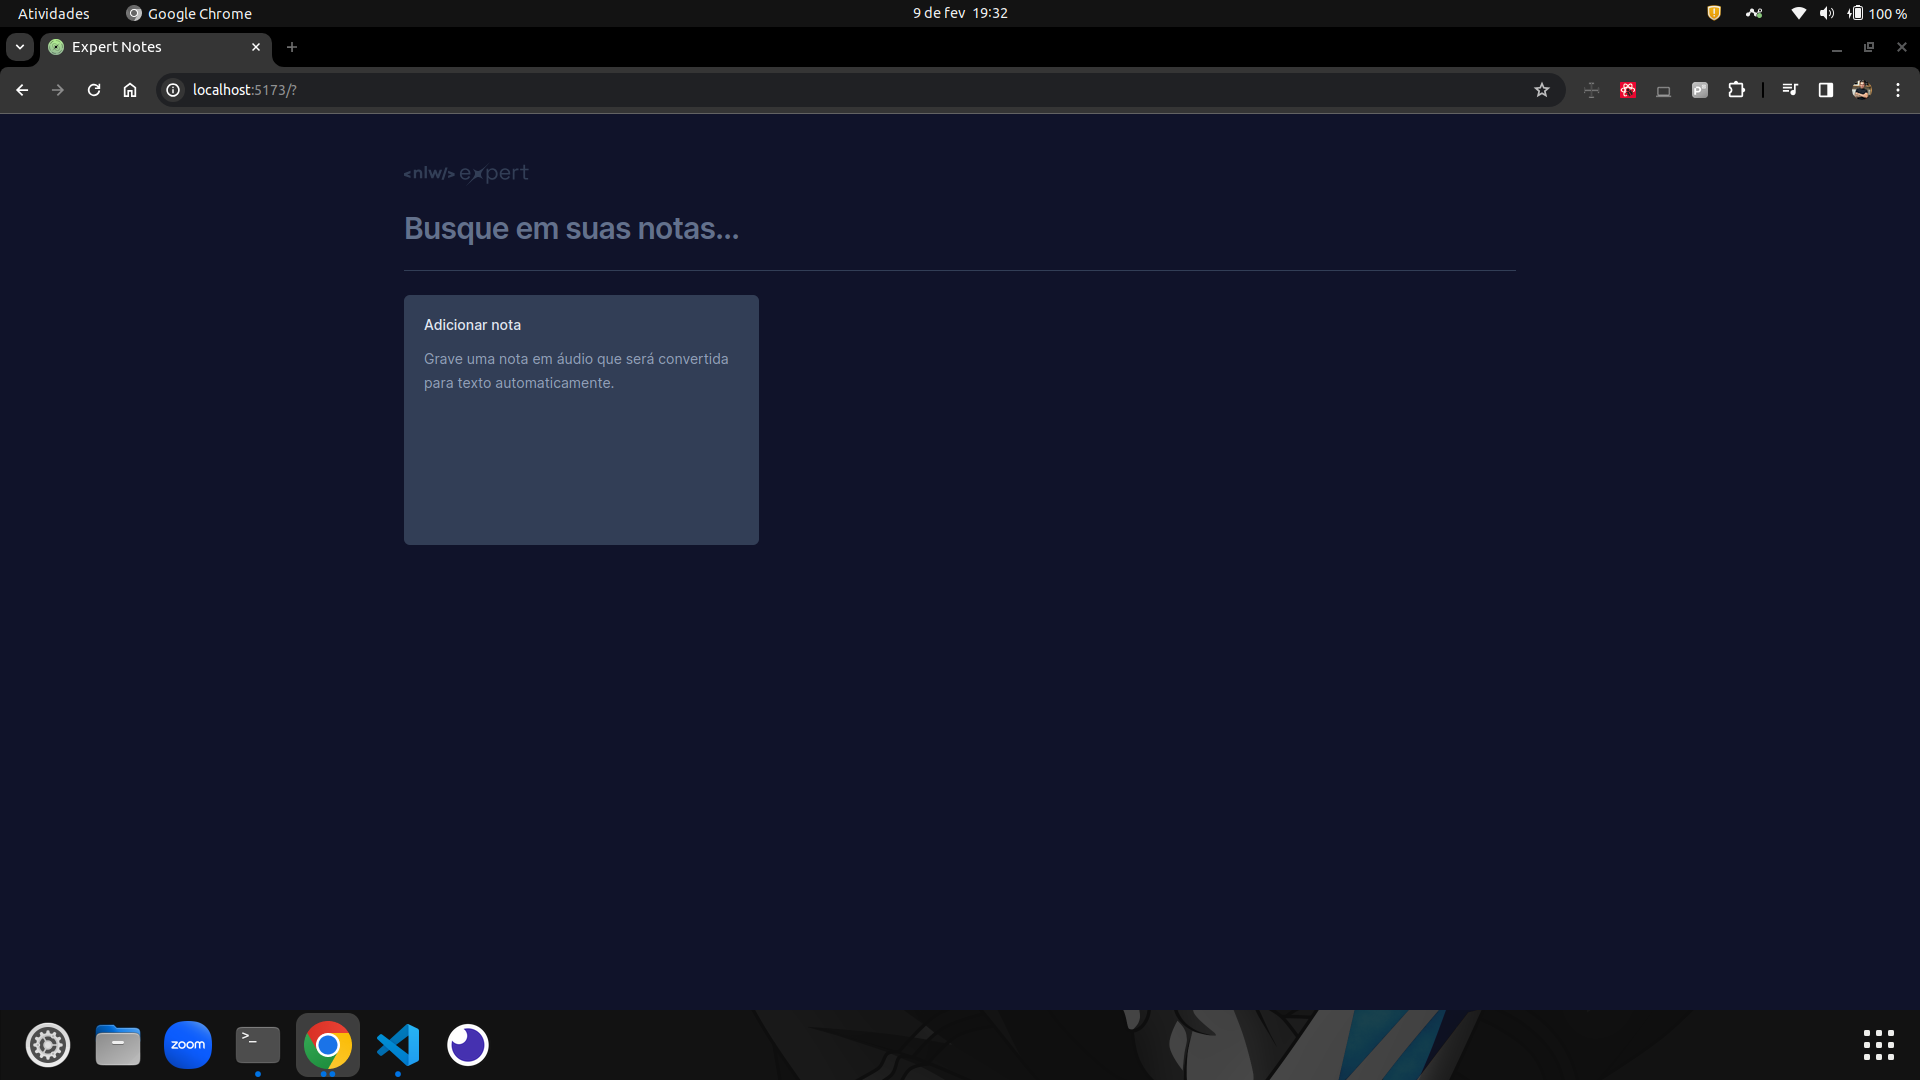 Atividades Google Chrome 9 de fev 19:32 100 %
Expert Notes
localhost:5173/?
<nlw/> expert
Busque em suas notas...
Adicionar nota
Grave uma nota em áudio que será convertida
para texto automaticamente.
zoom
>_